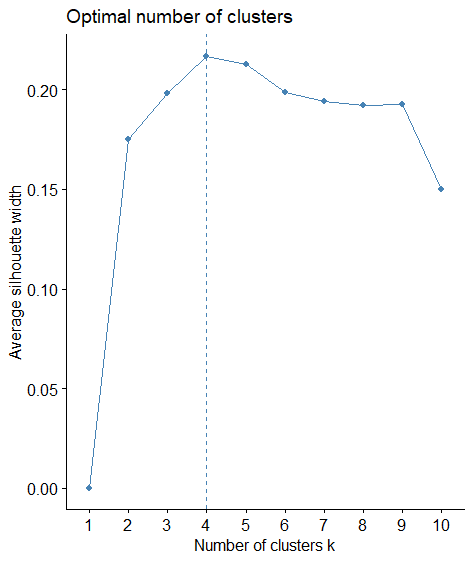 Optimal number of clusters
Average silhouette width
0.20
0.15
0.10
0.05
0.00
1 2 3 4 5 6 7 8 9 10
Number of clusters k